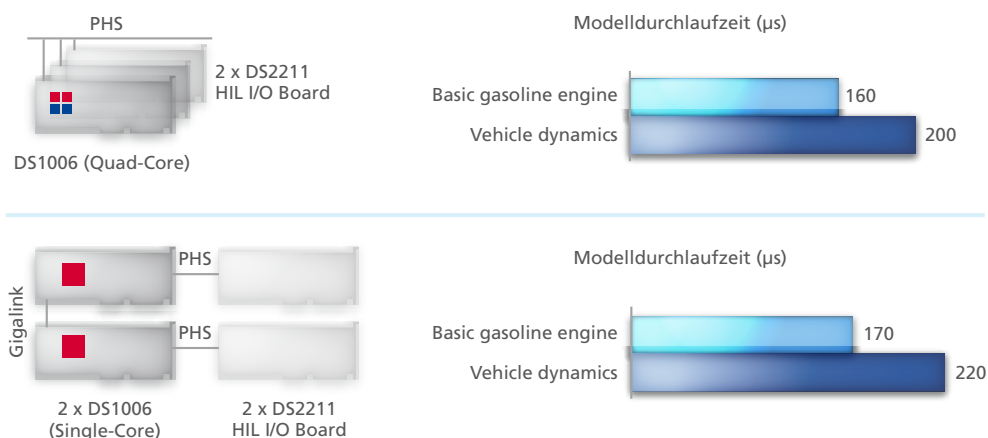 PHS
2 x DS2211
HIL I/O Board
DS1006 (Quad-Core)
Modelldurchlaufzeit (µs)
Basic gasoline engine
160
Vehicle dynamics
200
Gigalink
PHS
PHS
2 x DS1006
(Single-Core)
2 x DS2211
HIL I/O Board
Modelldurchlaufzeit (µs)
Basic gasoline engine
170
Vehicle dynamics
220